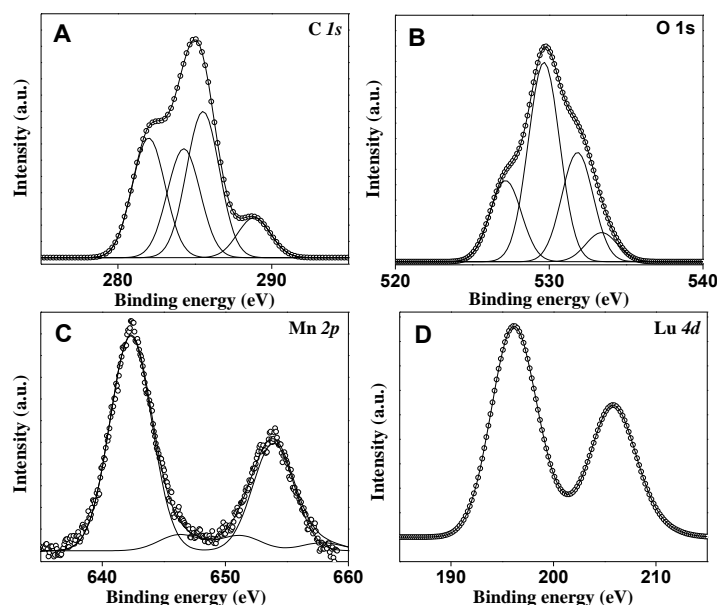 A
C 1s
Intensity (a.u.)
280
290
Binding energy (eV)
B
O 1s
Intensity (a.u.)
520
530
540
Binding energy (eV)
C
Mn 2p
Intensity (a.u.)
640
650
660
Binding energy (eV)
D
Lu 4d
Intensity (a.u.)
190
200
210
Binding energy (eV)